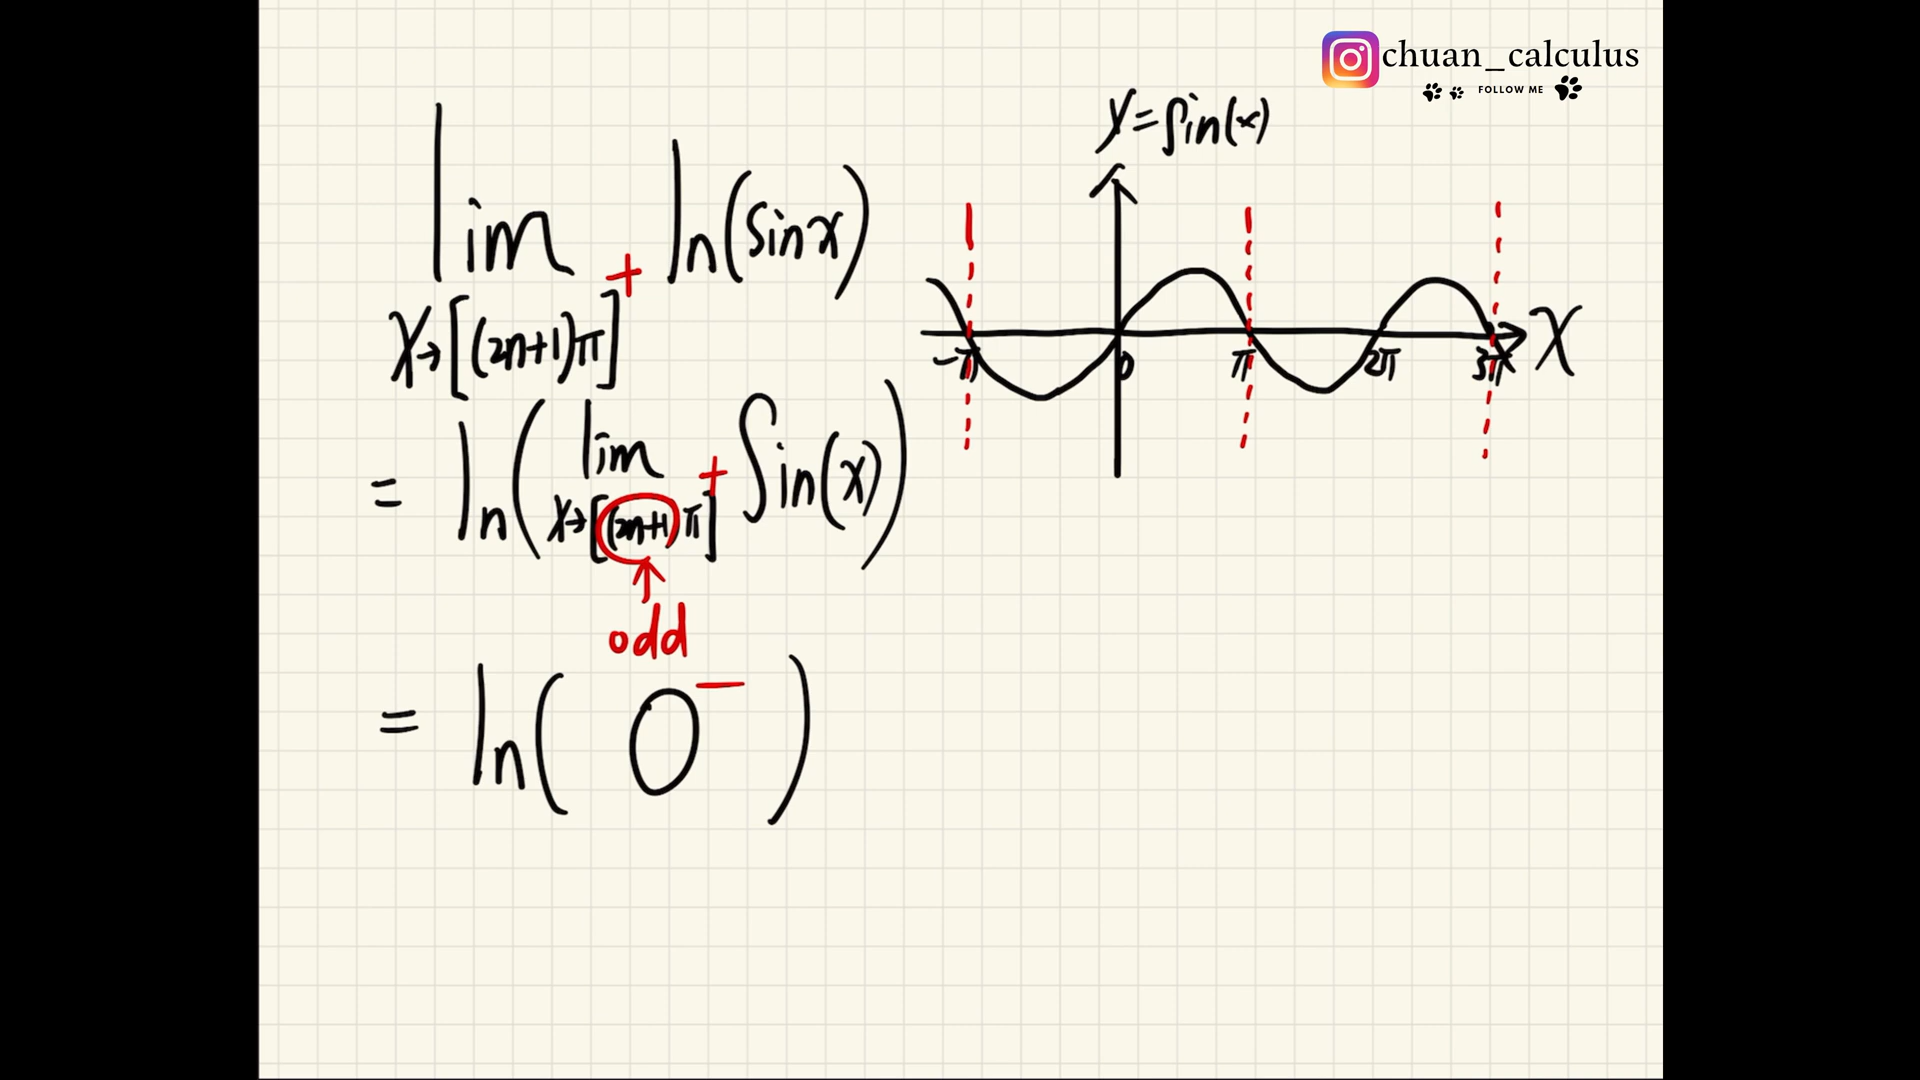 chuan_calculus
FOLLOW ME
y=sin(x)
lim ln(sinx)
x→[(2n+1)π]⁺
-π 0 π 2π 3π x
= ln(lim sin(x))
x→[(2n+1)π]⁺
odd
= ln(0⁻)